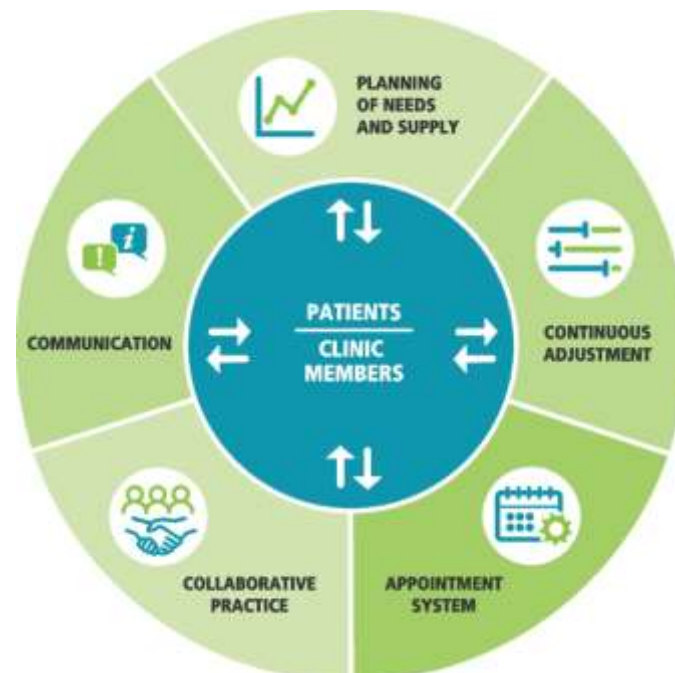 PLANNING
OF NEEDS
AND SUPPLY
CONTINUOUS
ADJUSTMENT
APPOINTMENT
SYSTEM
COLLABORATIVE
PRACTICE
COMMUNICATION
PATIENTS
CLINIC
MEMBERS